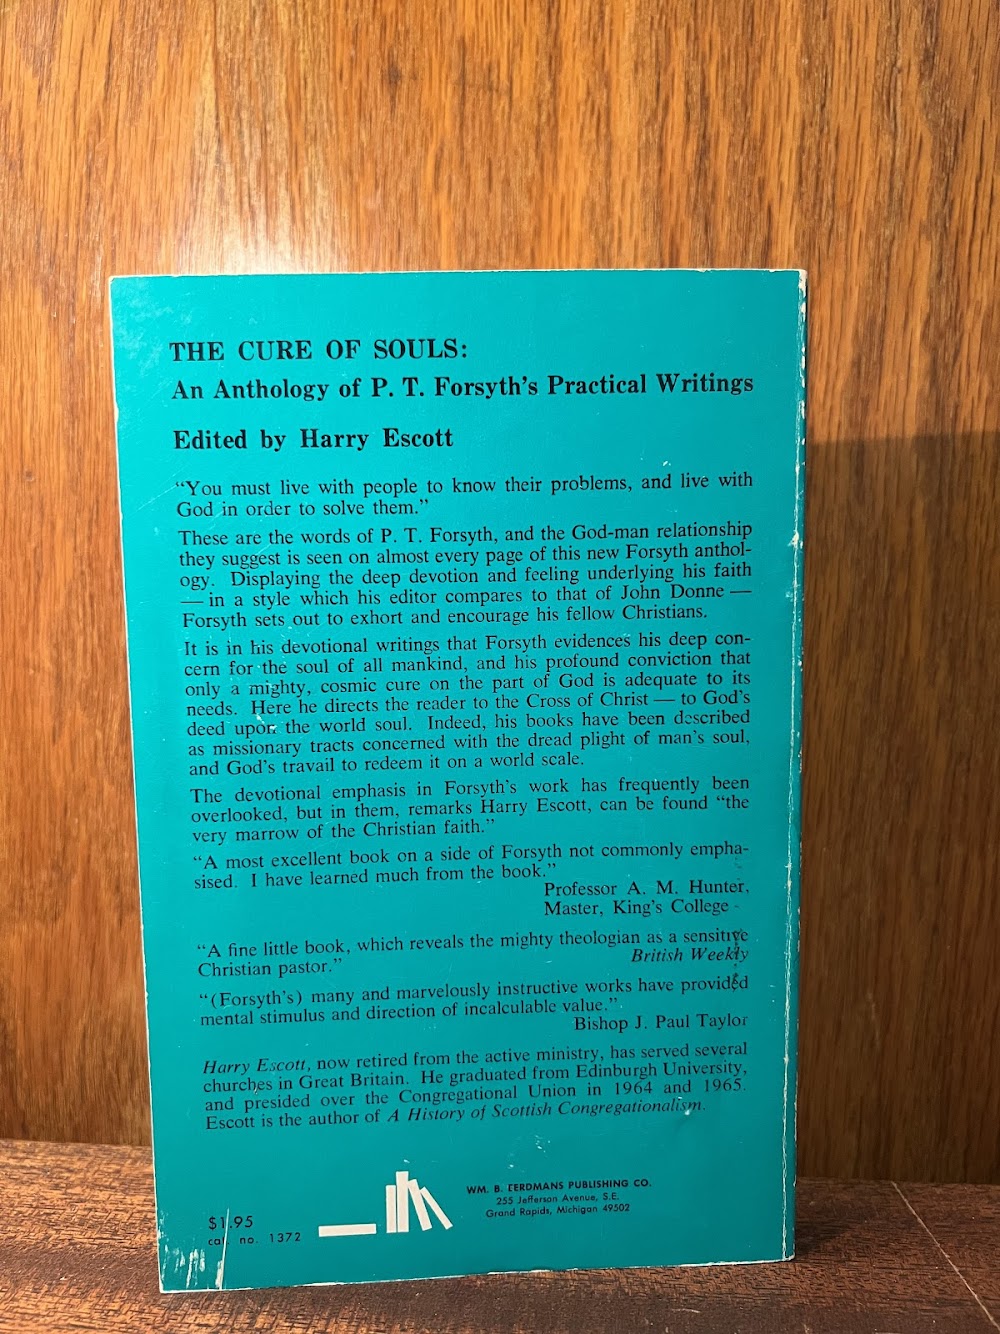 THE CURE OF SOULS:
An Anthology of P. T. Forsyth's Practical Writings
Edited by Harry Escott
"You must live with people to know their problems, and live with
God in order to solve them."
These are the words of P. T. Forsyth, and the God-man relationship
they suggest is seen on almost every page of this new Forsyth anthol-
ogy. Displaying the deep devotion and feeling underlying his faith
— in a style which his editor compares to that of John Donne —
Forsyth sets out to exhort and encourage his fellow Christians.
It is in his devotional writings that Forsyth evidences his deep con-
cern for the soul of all mankind, and his profound conviction that
only a mighty, cosmic cure on the part of God is adequate to its
needs. Here he directs the reader to the Cross of Christ — to God's
deed upon the world soul. Indeed, his books have been described
as missionary tracts concerned with the dread plight of man's soul,
and God's travail to redeem it on a world scale.
The devotional emphasis in Forsyth's work has frequently been
overlooked, but in them, remarks Harry Escott, can be found "the
very marrow of the Christian faith."
"A most excellent book on a side of Forsyth not commonly empha-
sised. I have learned much from the book."
Professor A. M. Hunter,
Master, King's College
"A fine little book, which reveals the mighty theologian as a sensitive
Christian pastor."
British Weekly
"(Forsyth's) many and marvelously instructive works have provided
mental stimulus and direction of incalculable value."
Bishop J. Paul Taylor
Harry Escott, now retired from the active ministry, has served several
churches in Great Britain. He graduated from Edinburgh University,
and presided over the Congregational Union in 1964 and 1965.
Escott is the author of A History of Scottish Congregationalism.
WM. B. EERDMANS PUBLISHING CO.
255 Jefferson Avenue, S.E.
Grand Rapids, Michigan 49502
$1.95
cat. no. 1372